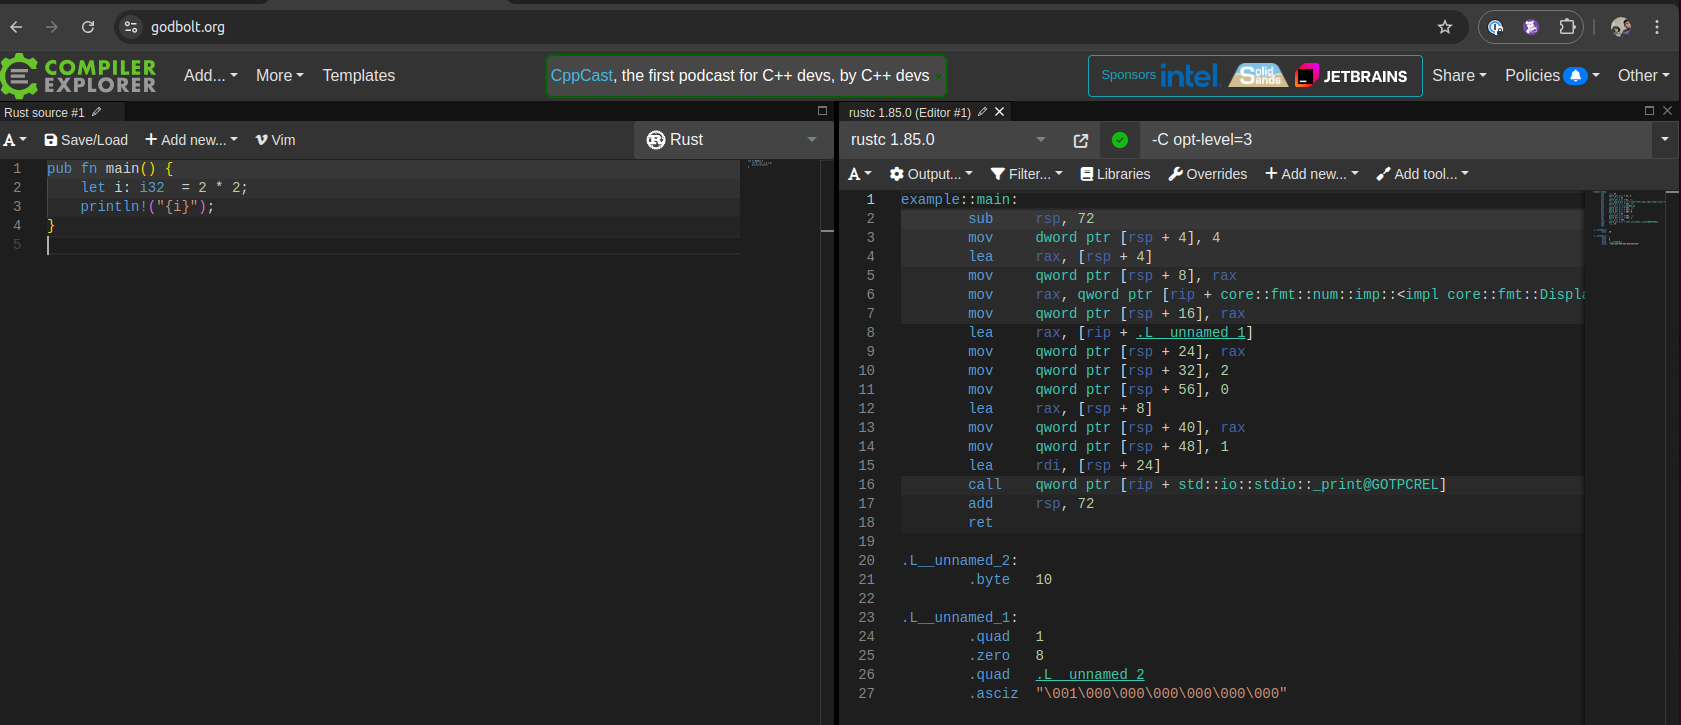 godbolt.org
COMPILER
EXPLORER
Add...
More
Templates
CppCast, the first podcast for C++ devs, by C++ devs ×
Sponsors intel. Solid Sands JETBRAINS
Share
Policies
Other
Rust source #1
A
Save/Load
+ Add new...
Vim
Rust
1 pub fn main() {
2     let i: i32  = 2 * 2;
3     println!("{i}");
4 }
5
rustc 1.85.0 (Editor #1)
rustc 1.85.0
-C opt-level=3
A
Output...
Filter...
Libraries
Overrides
+ Add new...
Add tool...
1 example::main:
2         sub     rsp, 72
3         mov     dword ptr [rsp + 4], 4
4         lea     rax, [rsp + 4]
5         mov     qword ptr [rsp + 8], rax
6         mov     rax, qword ptr [rip + core::fmt::num::imp::<impl core::fmt::Displa
7         mov     qword ptr [rsp + 16], rax
8         lea     rax, [rip + .L__unnamed_1]
9         mov     qword ptr [rsp + 24], rax
10         mov     qword ptr [rsp + 32], 2
11         mov     qword ptr [rsp + 56], 0
12         lea     rax, [rsp + 8]
13         mov     qword ptr [rsp + 40], rax
14         mov     qword ptr [rsp + 48], 1
15         lea     rdi, [rsp + 24]
16         call    qword ptr [rip + std::io::stdio::_print@GOTPCREL]
17         add     rsp, 72
18         ret
19
20 .L__unnamed_2:
21         .byte   10
22
23 .L__unnamed_1:
24         .quad   1
25         .zero   8
26         .quad   .L__unnamed_2
27         .asciz  "\001\000\000\000\000\000\000"